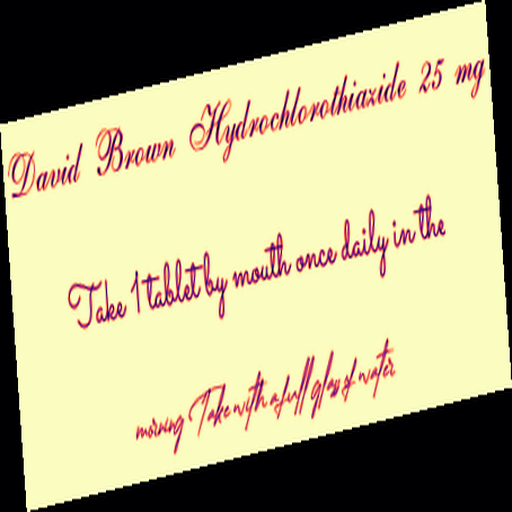 David Brown Hydrochlorothiazide 25 mg
Take 1 tablet by mouth once daily in the
morning Take with a full glass of water